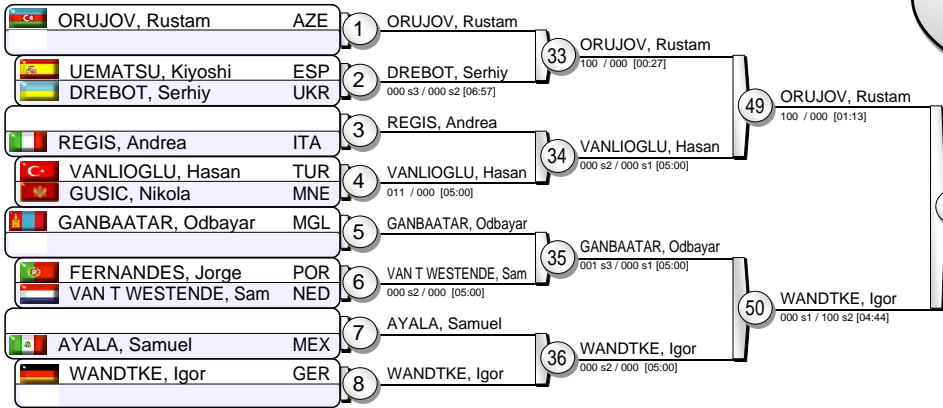 ORUJOV, Rustam AZE
1
ORUJOV, Rustam
UEMATSU, Kiyoshi ESP
DREBOT, Serhiy UKR
2
DREBOT, Serhiy
000 s3 / 000 s2 [06:57]
33
ORUJOV, Rustam
100 / 000 [00:27]
REGIS, Andrea ITA
3
REGIS, Andrea
VANLIOGLU, Hasan TUR
GUSIC, Nikola MNE
4
VANLIOGLU, Hasan
011 / 000 [05:00]
34
VANLIOGLU, Hasan
000 s2 / 000 s1 [05:00]
49
ORUJOV, Rustam
100 / 000 [01:13]
GANBAATAR, Odbayar MGL
5
GANBAATAR, Odbayar
FERNANDES, Jorge POR
VAN T WESTENDE, Sam NED
6
VAN T WESTENDE, Sam
000 s2 / 000 [05:00]
35
GANBAATAR, Odbayar
001 s3 / 000 s1 [05:00]
AYALA, Samuel MEX
7
AYALA, Samuel
WANDTKE, Igor GER
8
WANDTKE, Igor
36
WANDTKE, Igor
000 s2 / 000 [05:00]
50
WANDTKE, Igor
000 s1 / 100 s2 [04:44]